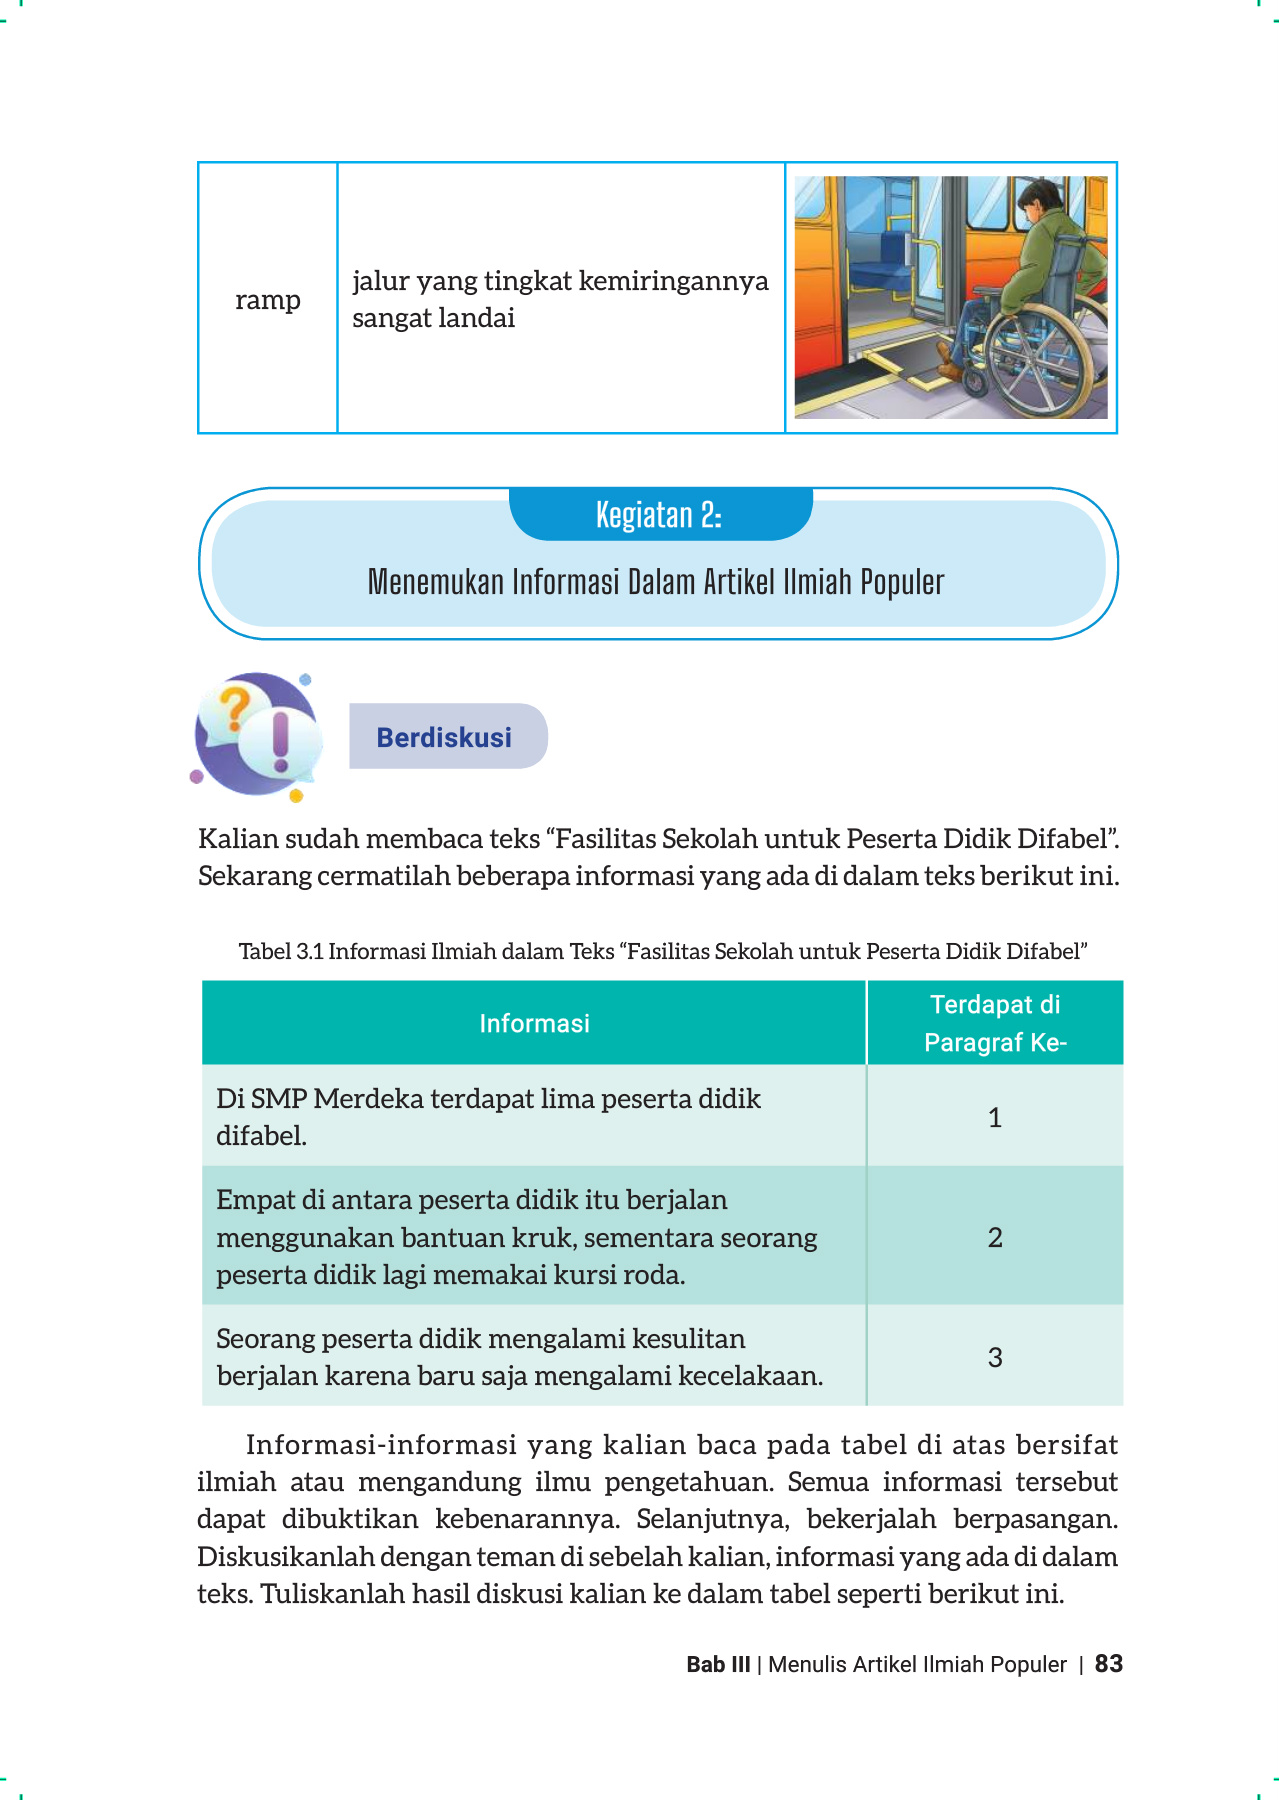 ramp
jalur yang tingkat kemiringannya
sangat landai
Kegiatan 2:
Menemukan Informasi Dalam Artikel Ilmiah Populer
?
!
Berdiskusi
Kalian sudah membaca teks “Fasilitas Sekolah untuk Peserta Didik Difabel”.
Sekarang cermatilah beberapa informasi yang ada di dalam teks berikut ini.
Tabel 3.1 Informasi Ilmiah dalam Teks “Fasilitas Sekolah untuk Peserta Didik Difabel”
Informasi
Terdapat di
Paragraf Ke-
Di SMP Merdeka terdapat lima peserta didik
difabel.
1
Empat di antara peserta didik itu berjalan
menggunakan bantuan kruk, sementara seorang
peserta didik lagi memakai kursi roda.
2
Seorang peserta didik mengalami kesulitan
berjalan karena baru saja mengalami kecelakaan.
3
Informasi-informasi yang kalian baca pada tabel di atas bersifat
ilmiah atau mengandung ilmu pengetahuan. Semua informasi tersebut
dapat dibuktikan kebenarannya. Selanjutnya, bekerjalah berpasangan.
Diskusikanlah dengan teman di sebelah kalian, informasi yang ada di dalam
teks. Tuliskanlah hasil diskusi kalian ke dalam tabel seperti berikut ini.
Bab III | Menulis Artikel Ilmiah Populer | 83